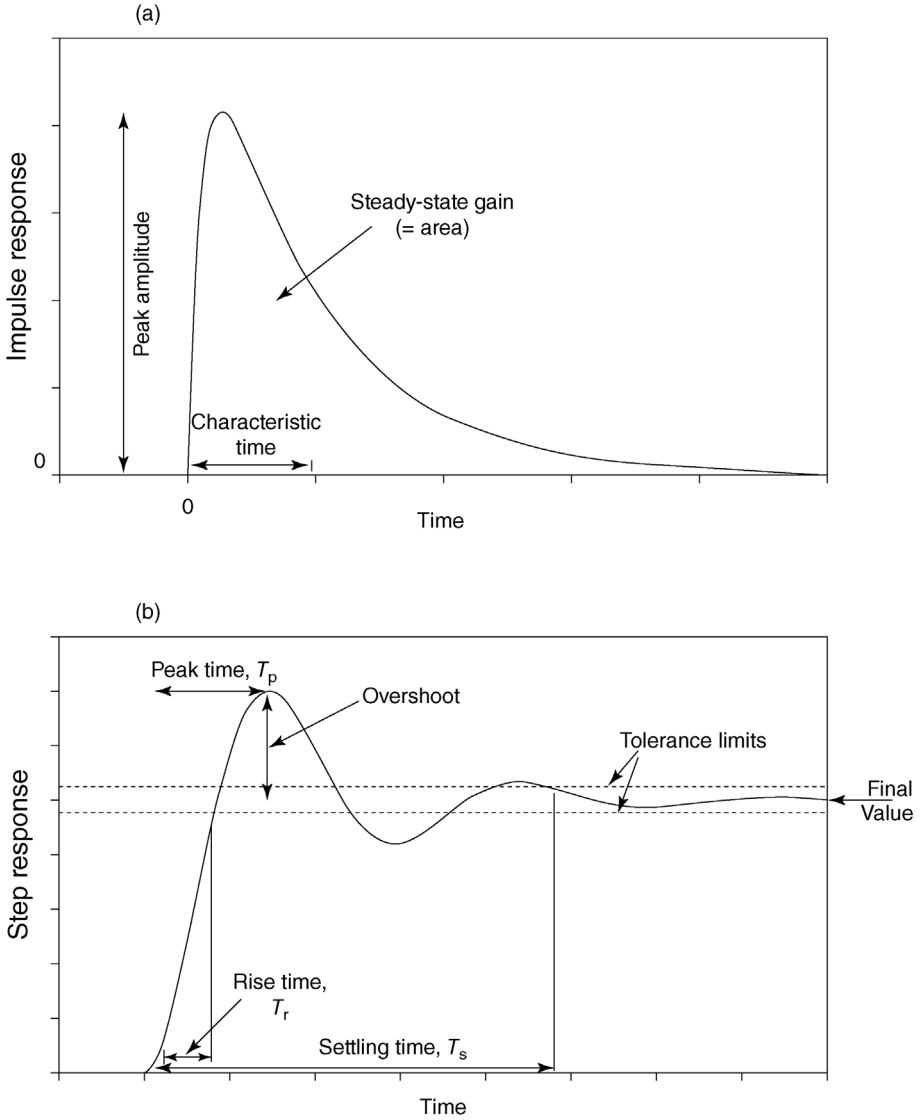 (a)
Impulse response
Peak amplitude
Steady-state gain
(= area)
Characteristic
time
0
0
Time
(b)
Step response
Peak time, Tp
Overshoot
Tolerance limits
Final
Value
Rise time,
Tr
Settling time, Ts
Time